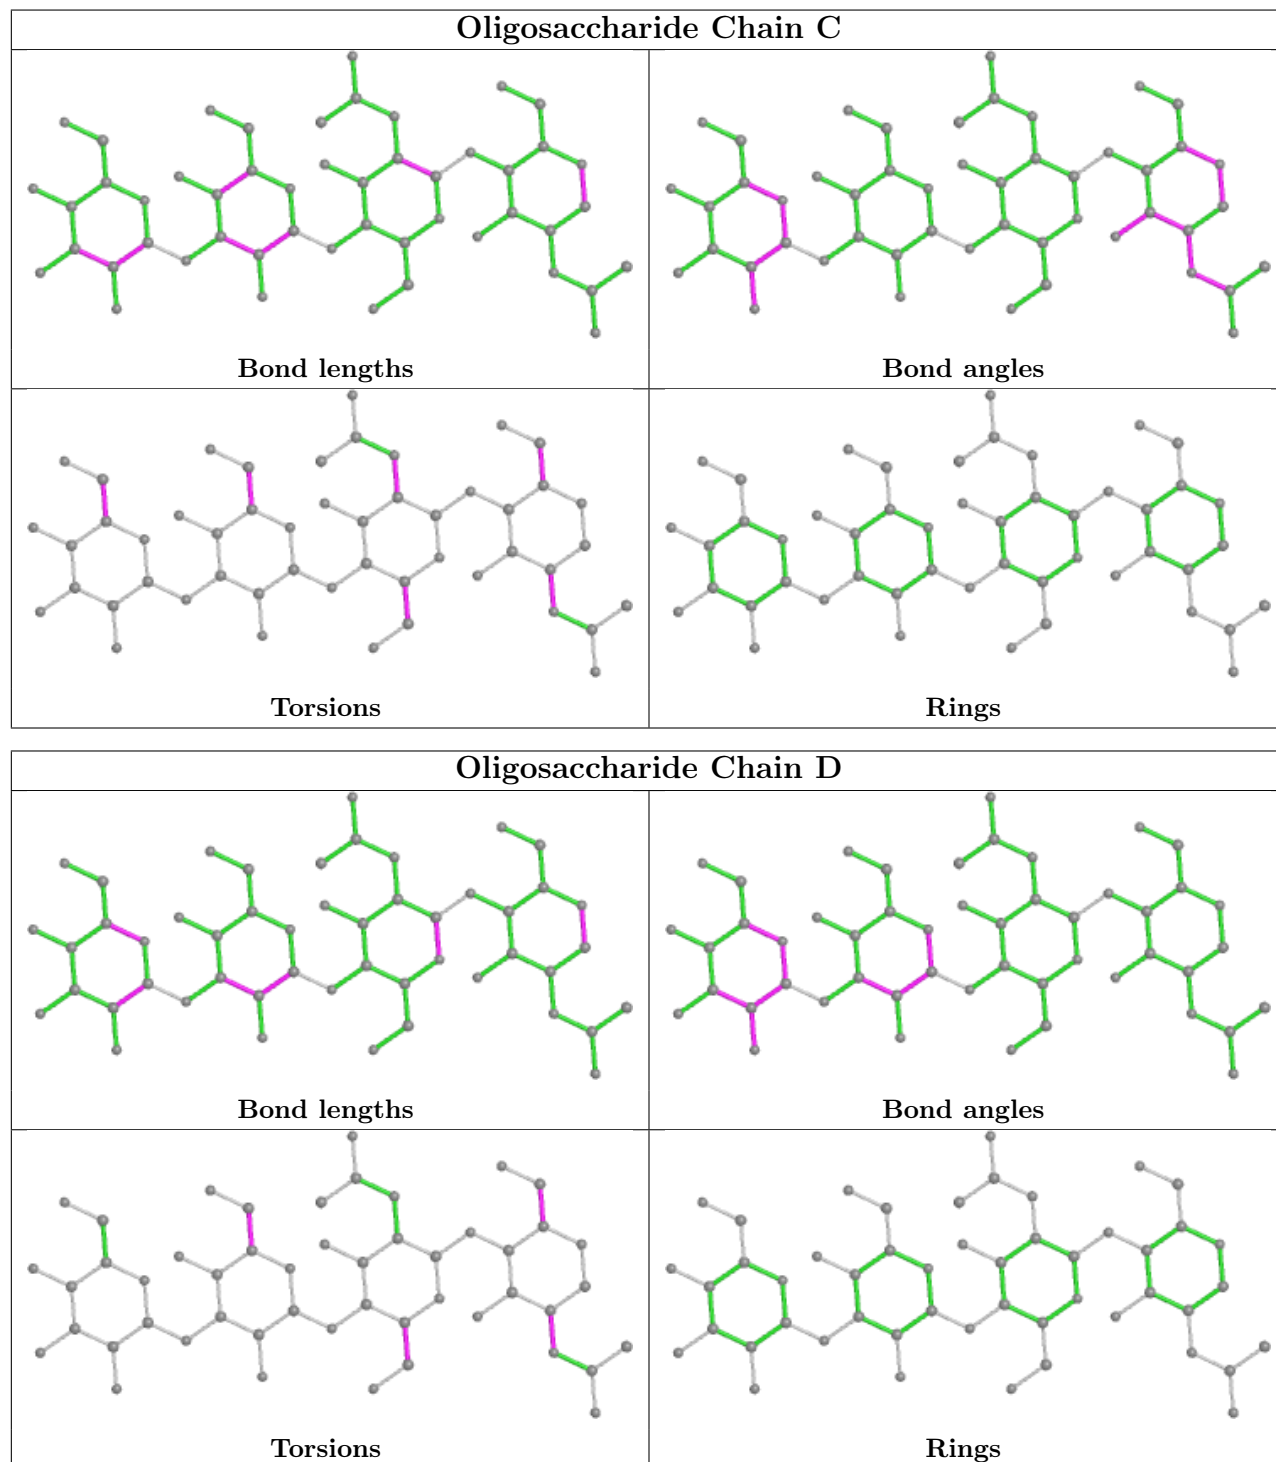 Oligosaccharide Chain C
Bond lengths
Bond angles
Torsions
Rings
Oligosaccharide Chain D
Bond lengths
Bond angles
Torsions
Rings